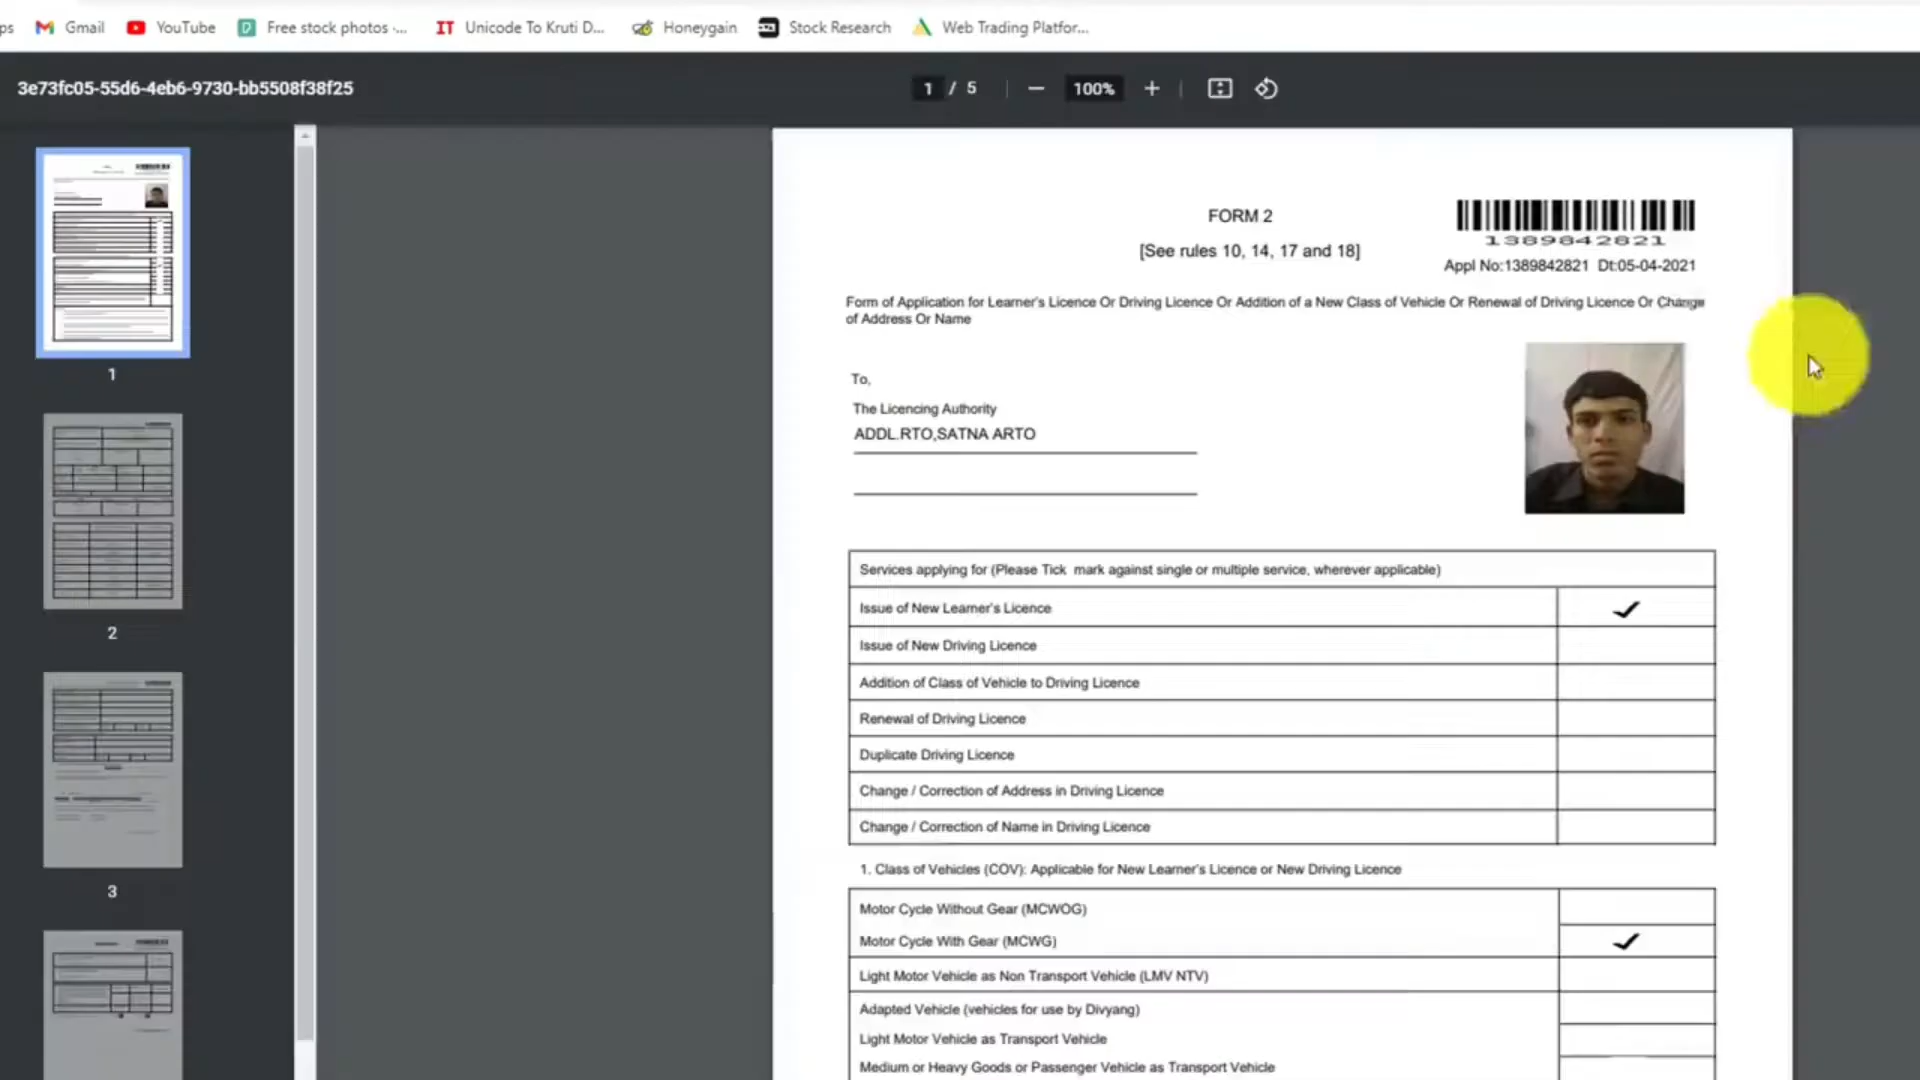 ps Gmail YouTube Free stock photos -... IT Unicode To Kruti D... Honeygain Stock Research Web Trading Platfor...
3e73fc05-55d6-4eb6-9730-bb5508f38f25 1 / 5 100%
FORM 2
[See rules 10, 14, 17 and 18]
1389842821
Appl No:1389842821 Dt:05-04-2021
Form of Application for Learner's Licence Or Driving Licence Or Addition of a New Class of Vehicle Or Renewal of Driving Licence Or Change
of Address Or Name
To,
The Licencing Authority
ADDL.RTO,SATNA ARTO
Services applying for (Please Tick mark against single or multiple service, wherever applicable)
Issue of New Learner's Licence
Issue of New Driving Licence
Addition of Class of Vehicle to Driving Licence
Renewal of Driving Licence
Duplicate Driving Licence
Change / Correction of Address in Driving Licence
Change / Correction of Name in Driving Licence
1. Class of Vehicles (COV): Applicable for New Learner's Licence or New Driving Licence
Motor Cycle Without Gear (MCWOG)
Motor Cycle With Gear (MCWG)
Light Motor Vehicle as Non Transport Vehicle (LMV NTV)
Adapted Vehicle (vehicles for use by Divyang)
Light Motor Vehicle as Transport Vehicle
Medium or Heavy Goods or Passenger Vehicle as Transport Vehicle
1
2
3